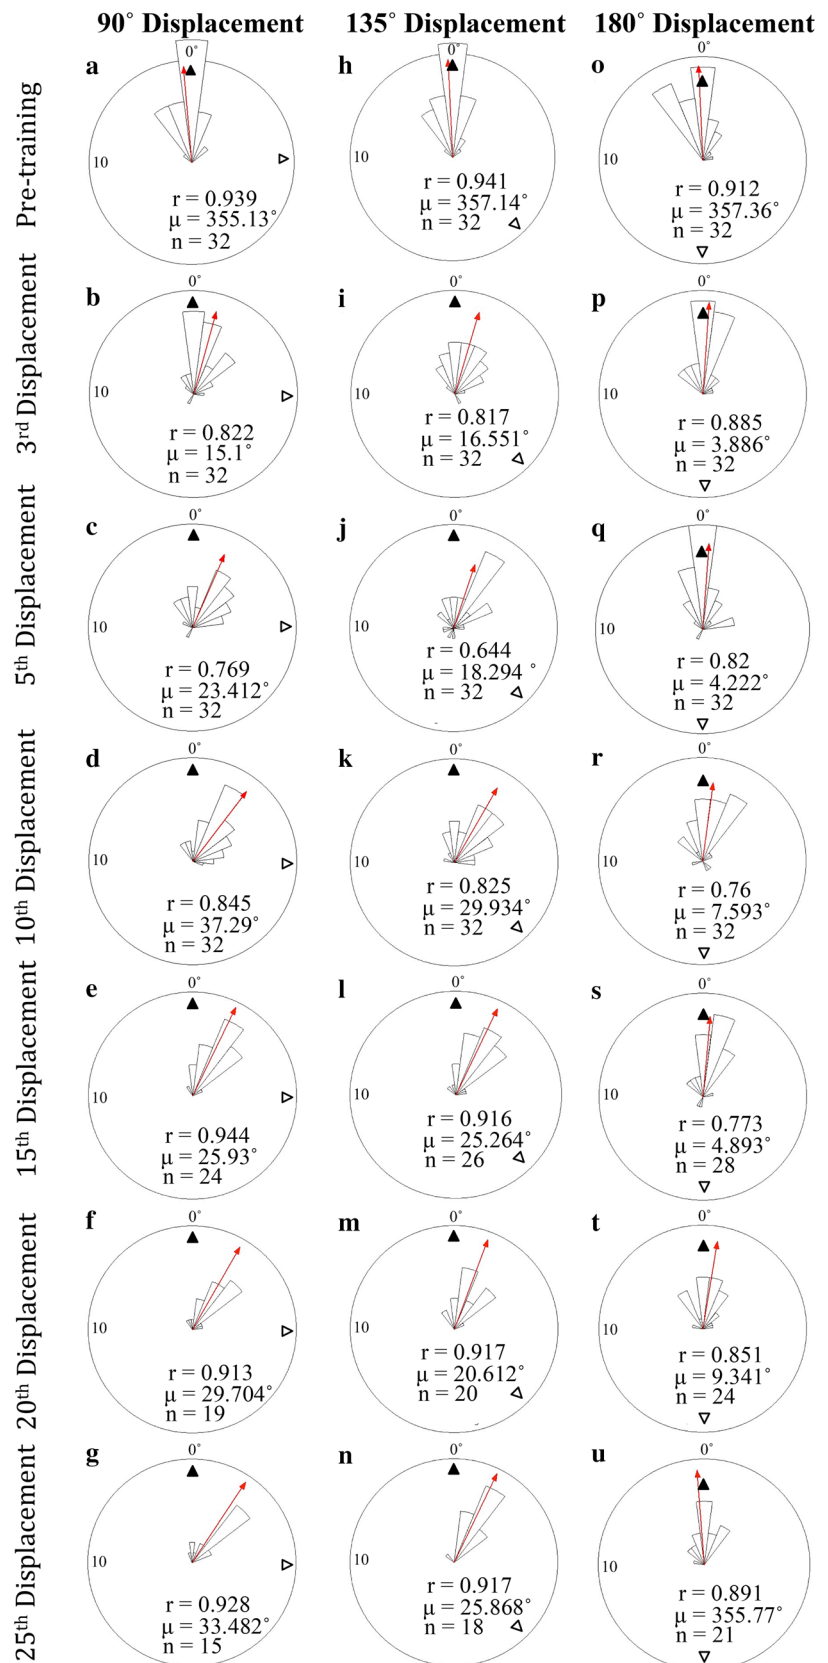 90˚ Displacement 135˚ Displacement 180˚ Displacement
Pre-training
a
0˚
10
r = 0.939
μ = 355.13˚
n = 32
h
0˚
10
r = 0.941
μ = 357.14˚
n = 32
o
0˚
10
r = 0.912
μ = 357.36˚
n = 32
3rd Displacement
b
0˚
10
r = 0.822
μ = 15.1˚
n = 32
i
0˚
10
r = 0.817
μ = 16.551˚
n = 32
p
0˚
10
r = 0.885
μ = 3.886˚
n = 32
5th Displacement
c
0˚
10
r = 0.769
μ = 23.412˚
n = 32
j
0˚
10
r = 0.644
μ = 18.294 ˚
n = 32
q
0˚
10
r = 0.82
μ = 4.222˚
n = 32
10th Displacement
d
0˚
10
r = 0.845
μ = 37.29˚
n = 32
k
0˚
10
r = 0.825
μ = 29.934˚
n = 32
r
0˚
10
r = 0.76
μ = 7.593˚
n = 32
15th Displacement
e
0˚
10
r = 0.944
μ = 25.93˚
n = 24
l
0˚
10
r = 0.916
μ = 25.264˚
n = 26
s
0˚
10
r = 0.773
μ = 4.893˚
n = 28
20th Displacement
f
0˚
10
r = 0.913
μ = 29.704˚
n = 19
m
0˚
10
r = 0.917
μ = 20.612˚
n = 20
t
0˚
10
r = 0.851
μ = 9.341˚
n = 24
25th Displacement
g
0˚
10
r = 0.928
μ = 33.482˚
n = 15
n
0˚
10
r = 0.917
μ = 25.868˚
n = 18
u
0˚
10
r = 0.891
μ = 355.77˚
n = 21